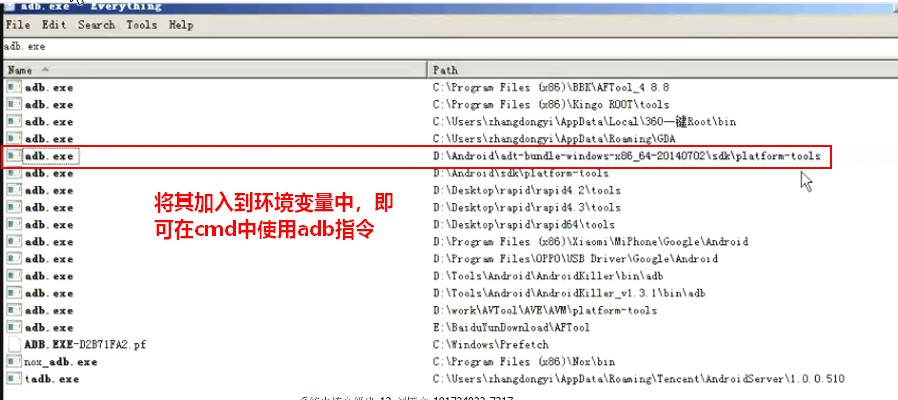 adb.exe - Everything
File Edit Search Tools Help
adb.exe
Name Path
adb.exe C:\Program Files (x86)\BBK\AFTool_4.8.8
adb.exe C:\Program Files (x86)\Kingo ROOT\tools
adb.exe C:\Users\zhangdongyi\AppData\Local\360一键Root\bin
adb.exe C:\Users\zhangdongyi\AppData\Roaming\GDA
adb.exe D:\Android\adt-bundle-windows-x86_64-20140702\sdk\platform-tools
adb.exe D:\Android\sdk\platform-tools
adb.exe D:\Desktop\rapid\rapid4.2\tools
adb.exe D:\Desktop\rapid\rapid4.3\tools
adb.exe D:\Desktop\rapid\rapid64\tools
adb.exe D:\Program Files (x86)\Xiaomi\MiPhone\Google\Android
adb.exe D:\Program Files\OPPO\USB Driver\Google\Android
adb.exe D:\Tools\Android\AndroidKiller\bin\adb
adb.exe D:\Tools\Android\AndroidKiller_v1.3.1\bin\adb
adb.exe D:\work\AVTool\AVE\AVM\platform-tools
adb.exe E:\BaiduYunDownload\AFTool
ADB.EXE-D2B71FA2.pf C:\Windows\Prefetch
nox_adb.exe C:\Program Files (x86)\Nox\bin
tadb.exe C:\Users\zhangdongyi\AppData\Roaming\Tencent\AndroidServer\1.0.0.510
将其加入到环境变量中，即
可在cmd中使用adb指令